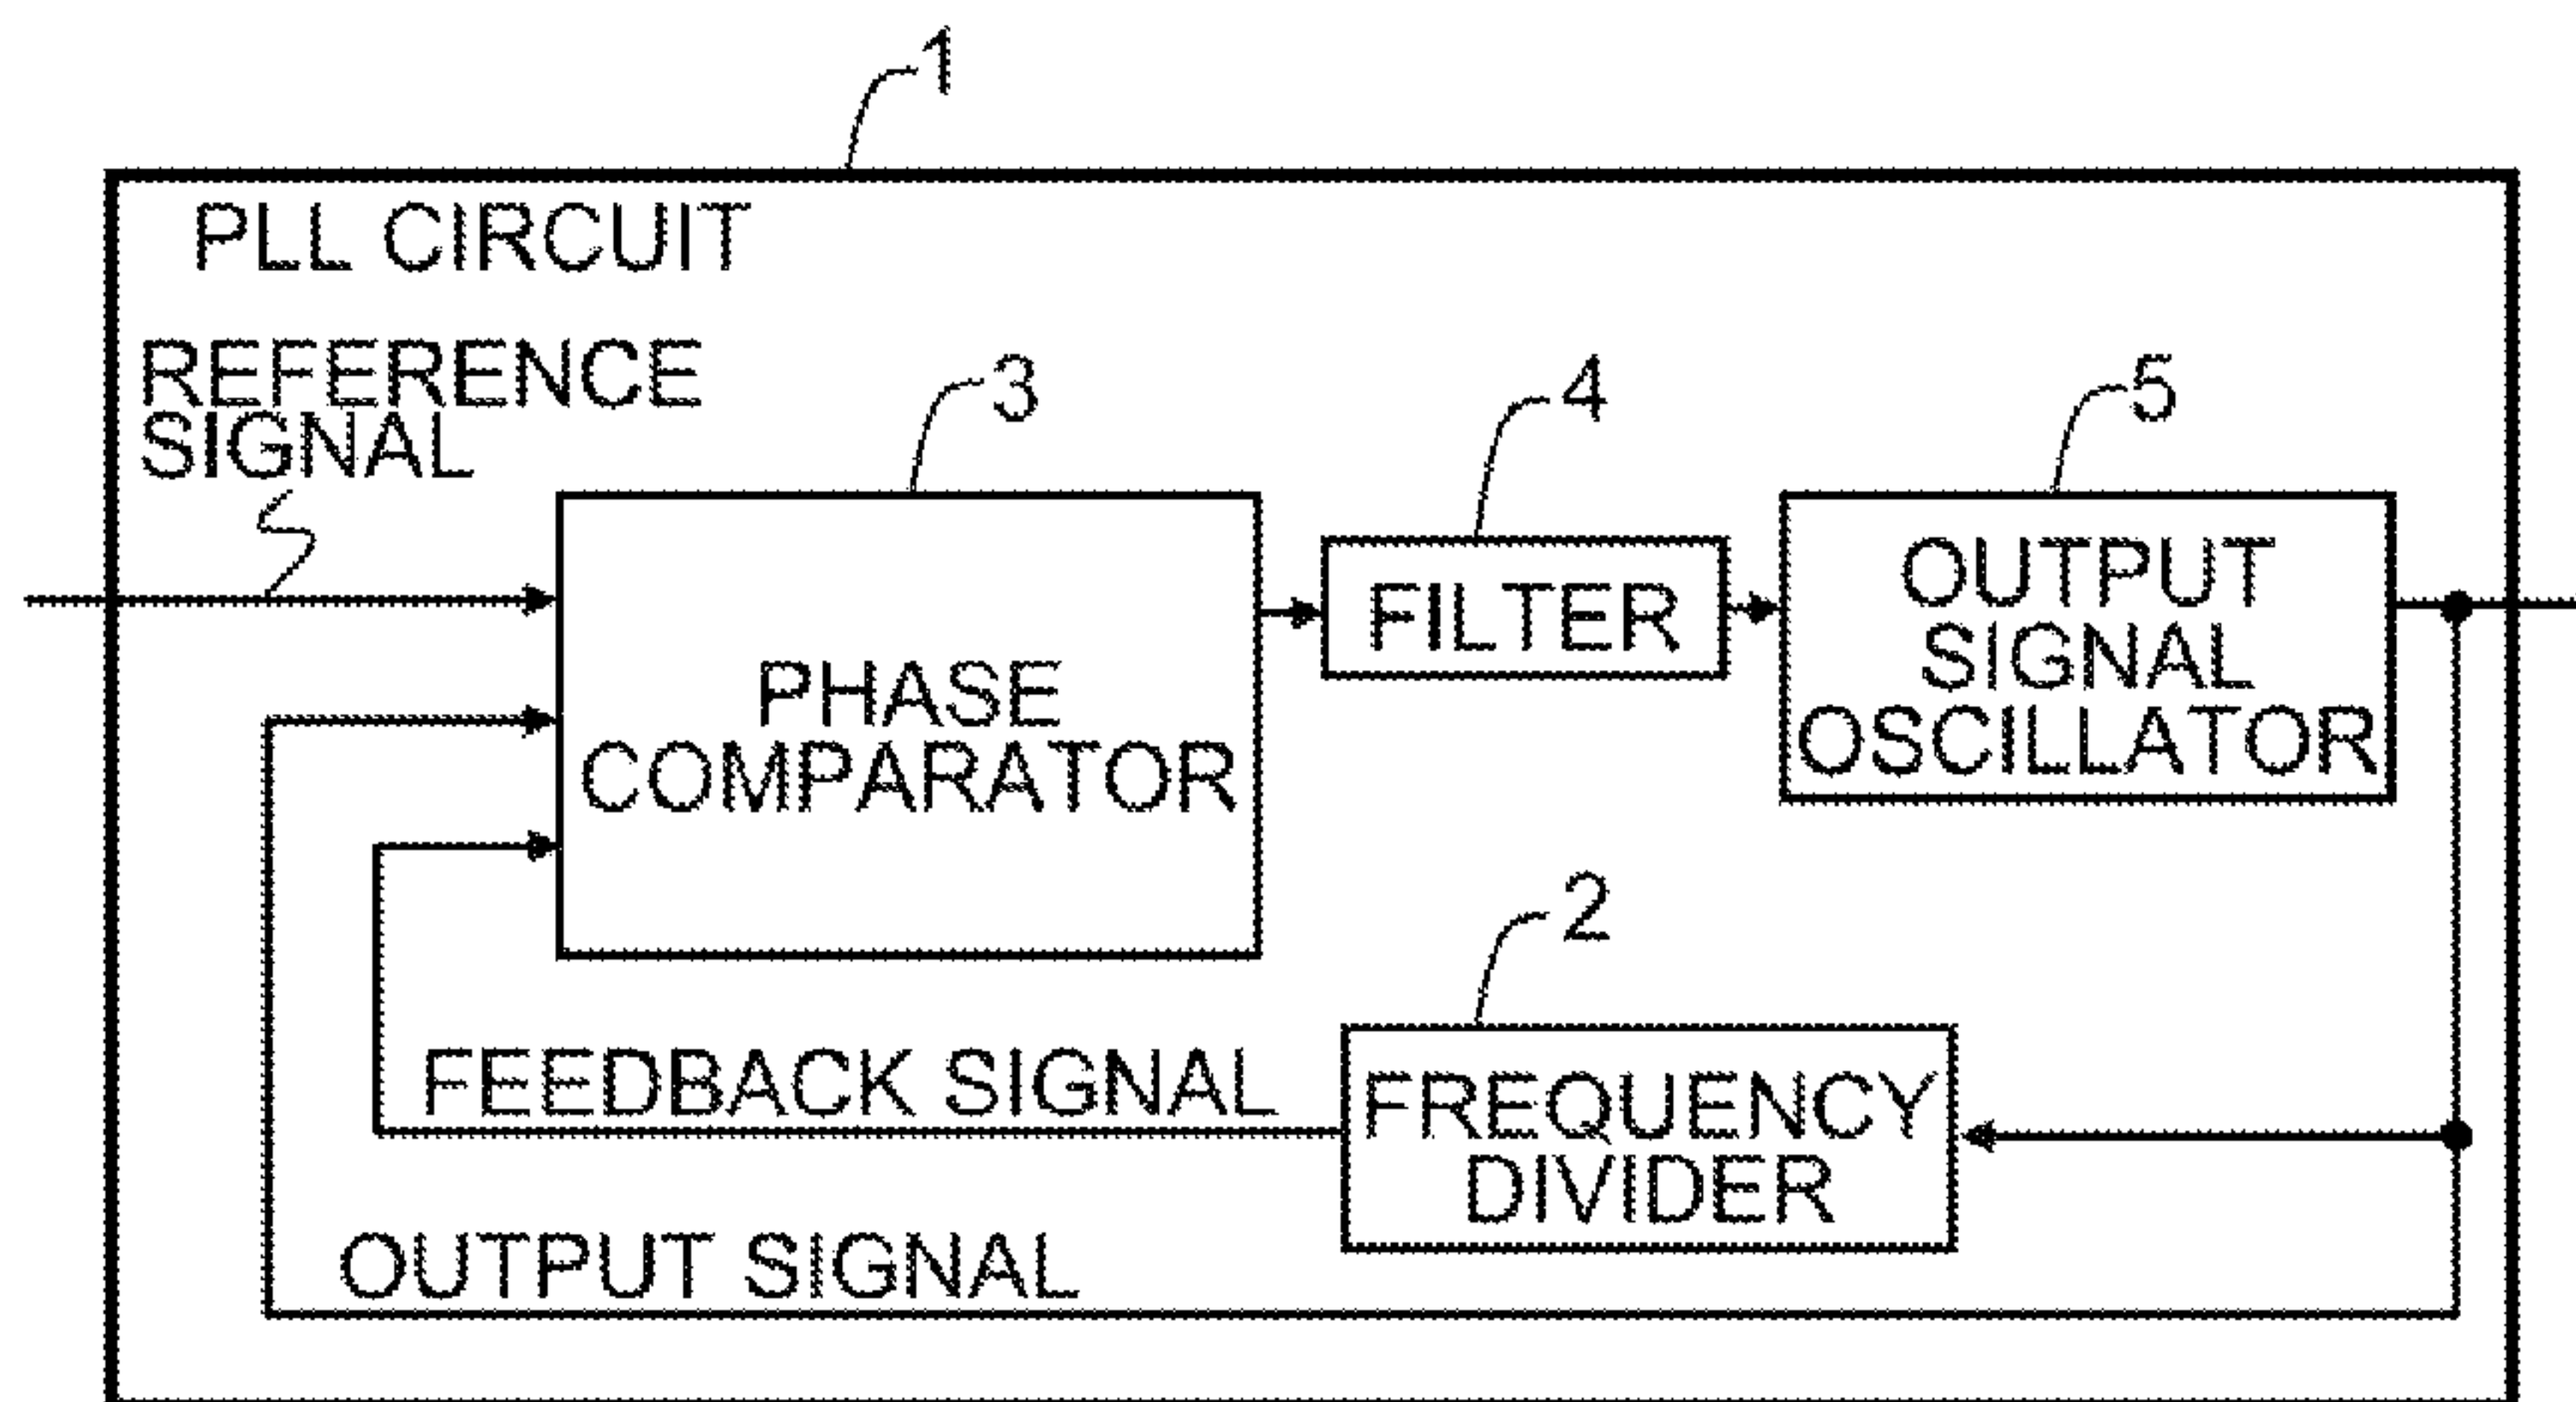 1
PLL CIRCUIT
REFERENCE
SIGNAL
3
4
5
PHASE
COMPARATOR
FILTER
OUTPUT
SIGNAL
OSCILLATOR
2
FEEDBACK SIGNAL
FREQUENCY
DIVIDER
OUTPUT SIGNAL